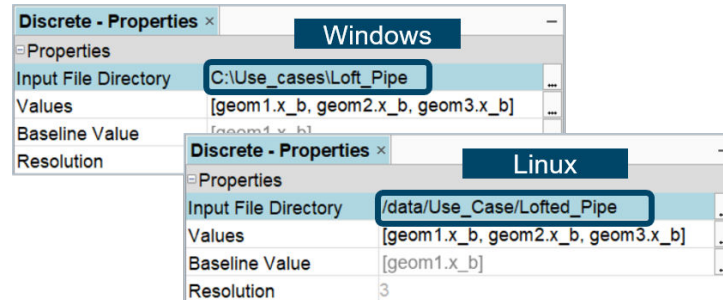 Discrete - Properties ×
Windows
Properties
Input File Directory C:\Use_cases\Loft_Pipe ...
Values [geom1.x_b, geom2.x_b, geom3.x_b] ...
Baseline Value [geom1.x_b]
Resolution
Discrete - Properties ×
Linux
Properties
Input File Directory /data/Use_Case/Lofted_Pipe
Values [geom1.x_b, geom2.x_b, geom3.x_b]
Baseline Value [geom1.x_b]
Resolution 3